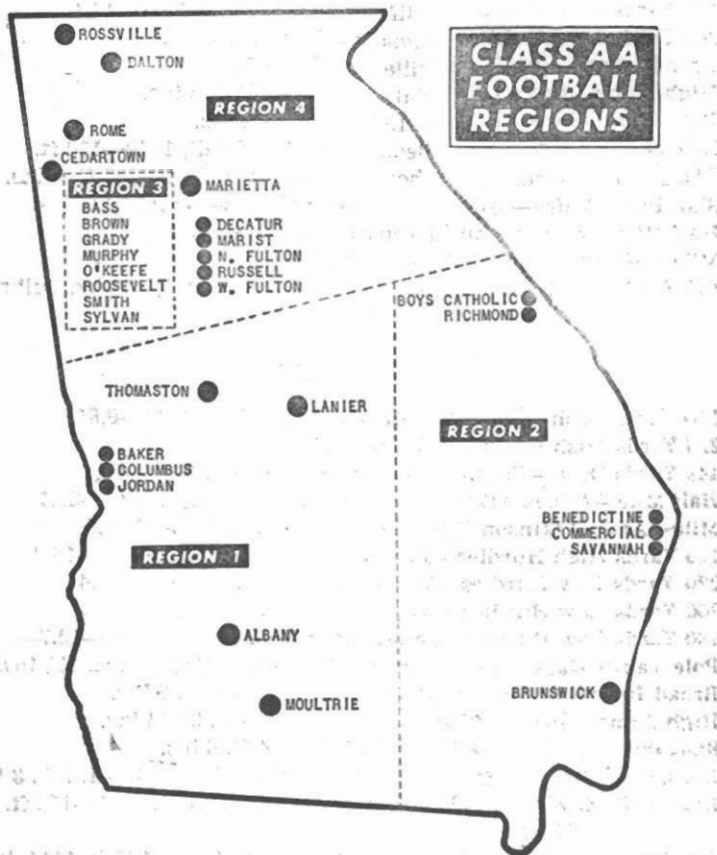 CLASS AA
FOOTBALL
REGIONS
ROSSVILLE
DALTON
REGION 4
ROME
CEDARTOWN
REGION 3
BASS
BROWN
GRADY
MURPHY
O'KEEFE
ROOSEVELT
SMITH
SYLVAN
MARIETTA
DECATUR
MARIST
N. FULTON
RUSSELL
W. FULTON
BOYS CATHOLIC
RICHMOND
THOMASTON
LANIER
REGION 2
BAKER
COLUMBUS
JORDAN
BENEDICTINE
COMMERCIAL
SAVANNAH
REGION 1
ALBANY
MOULTRIE
BRUNSWICK